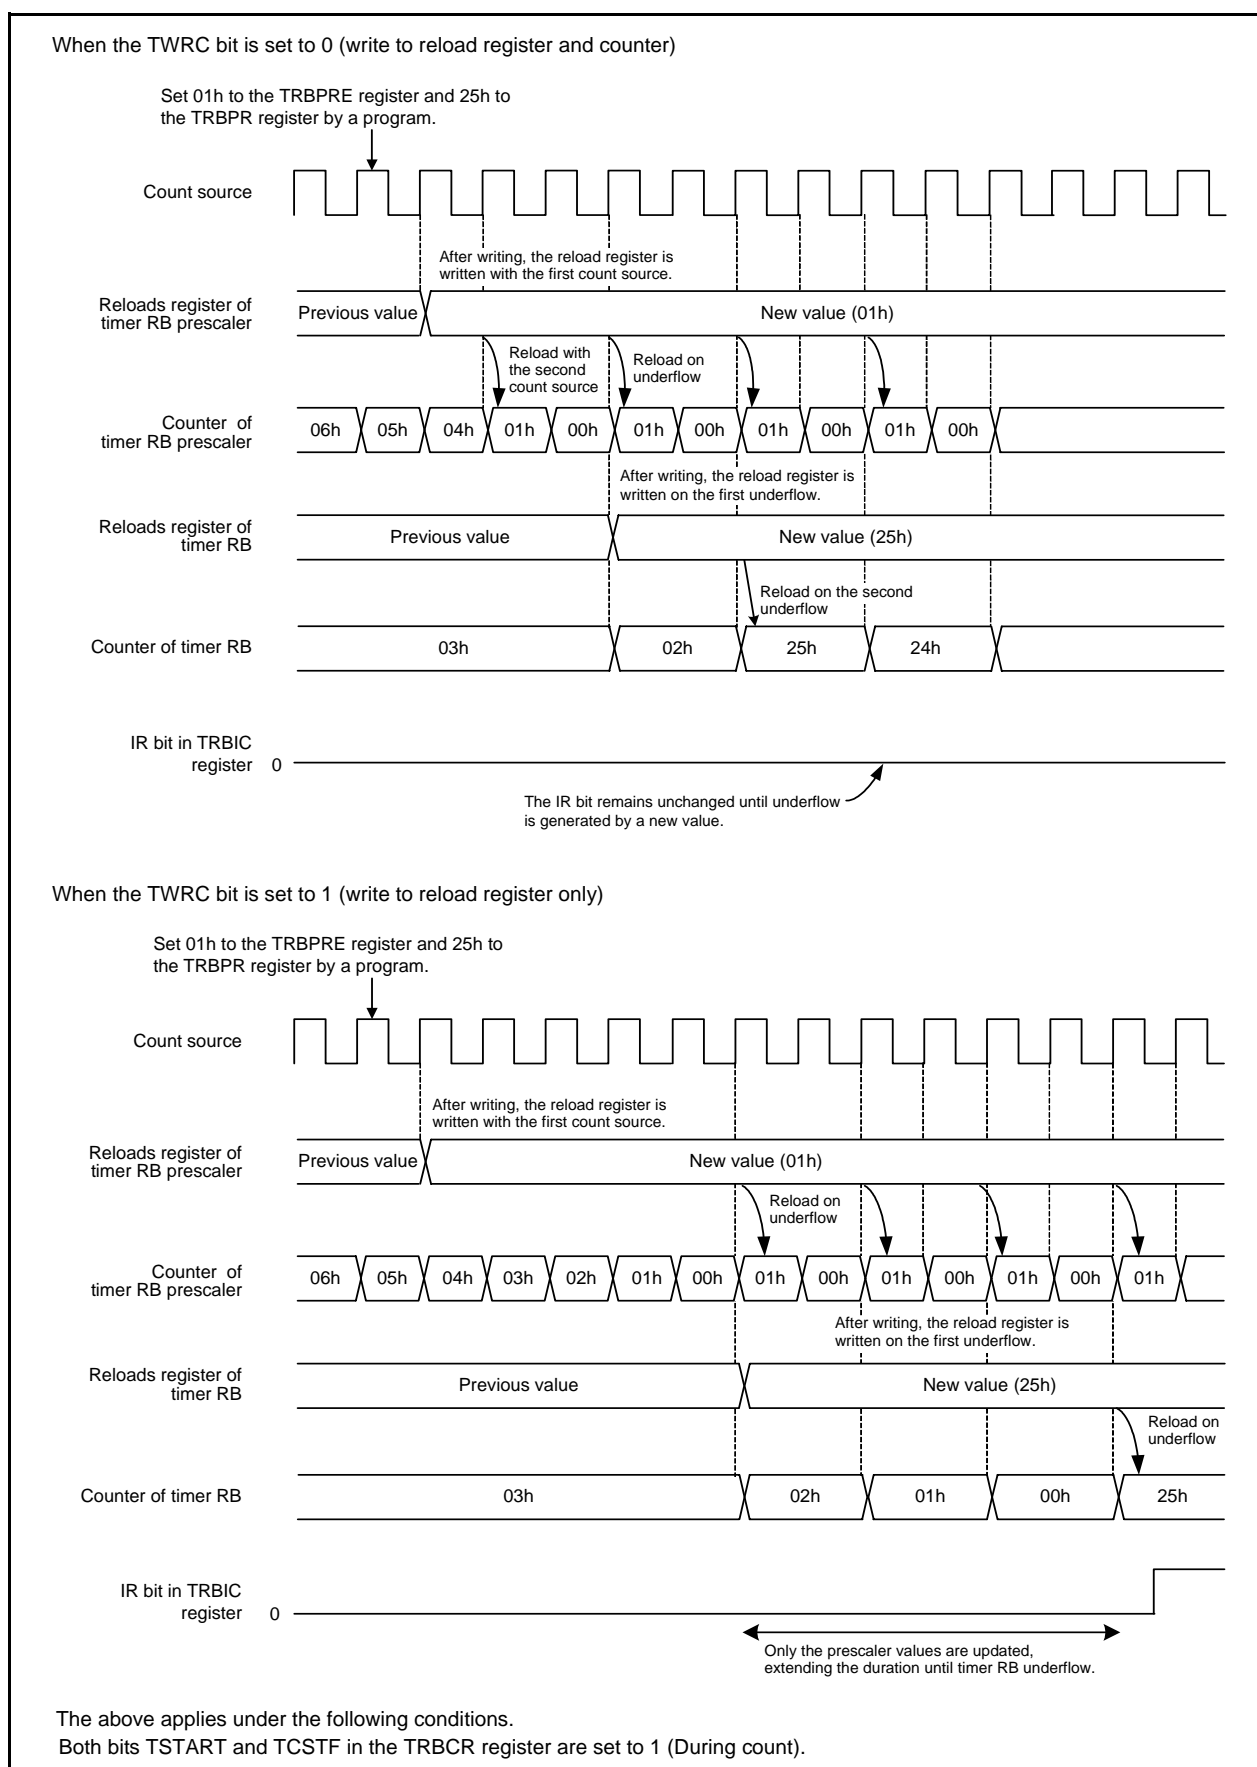 When the TWRC bit is set to 0 (write to reload register and counter)
Set 01h to the TRBPRE register and 25h to
the TRBPR register by a program.
Count source
After writing, the reload register is
written with the first count source.
Reloads register of
timer RB prescaler
Previous value
New value (01h)
Reload with
the second
count source
Reload on
underflow
Counter of
timer RB prescaler
06h 05h 04h 01h 00h 01h 00h 01h 00h 01h 00h
After writing, the reload register is
written on the first underflow.
Reloads register of
timer RB
Previous value
New value (25h)
Reload on the second
underflow
Counter of timer RB
03h 02h 25h 24h
IR bit in TRBIC
register 0
The IR bit remains unchanged until underflow
is generated by a new value.
When the TWRC bit is set to 1 (write to reload register only)
Set 01h to the TRBPRE register and 25h to
the TRBPR register by a program.
Count source
After writing, the reload register is
written with the first count source.
Reloads register of
timer RB prescaler
Previous value
New value (01h)
Reload on
underflow
Counter of
timer RB prescaler
06h 05h 04h 03h 02h 01h 00h 01h 00h 01h 00h 01h 00h 01h
After writing, the reload register is
written on the first underflow.
Reloads register of
timer RB
Previous value
New value (25h)
Reload on
underflow
Counter of timer RB
03h 02h 01h 00h 25h
IR bit in TRBIC
register 0
Only the prescaler values are updated,
extending the duration until timer RB underflow.
The above applies under the following conditions.
Both bits TSTART and TCSTF in the TRBCR register are set to 1 (During count).